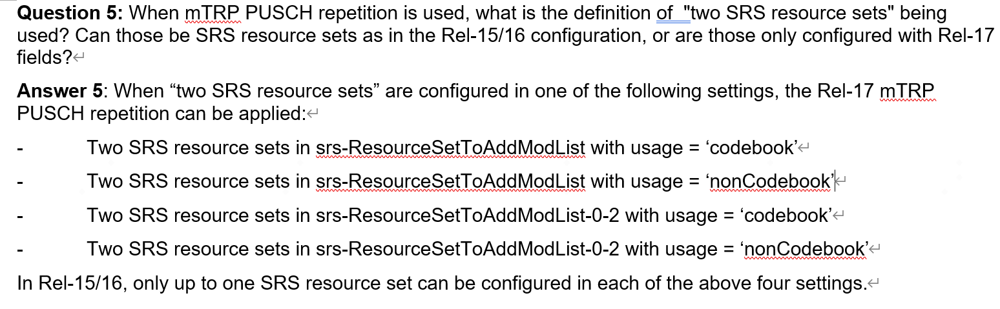 Question 5: When mTRP PUSCH repetition is used, what is the definition of  "two SRS resource sets" being
used? Can those be SRS resource sets as in the Rel-15/16 configuration, or are those only configured with Rel-17
fields?↵
Answer 5: When “two SRS resource sets” are configured in one of the following settings, the Rel-17 mTRP
PUSCH repetition can be applied:↵
- Two SRS resource sets in srs-ResourceSetToAddModList with usage = ‘codebook’↵
- Two SRS resource sets in srs-ResourceSetToAddModList with usage = ‘nonCodebook’↵
- Two SRS resource sets in srs-ResourceSetToAddModList-0-2 with usage = ‘codebook’↵
- Two SRS resource sets in srs-ResourceSetToAddModList-0-2 with usage = ‘nonCodebook’↵
In Rel-15/16, only up to one SRS resource set can be configured in each of the above four settings.↵